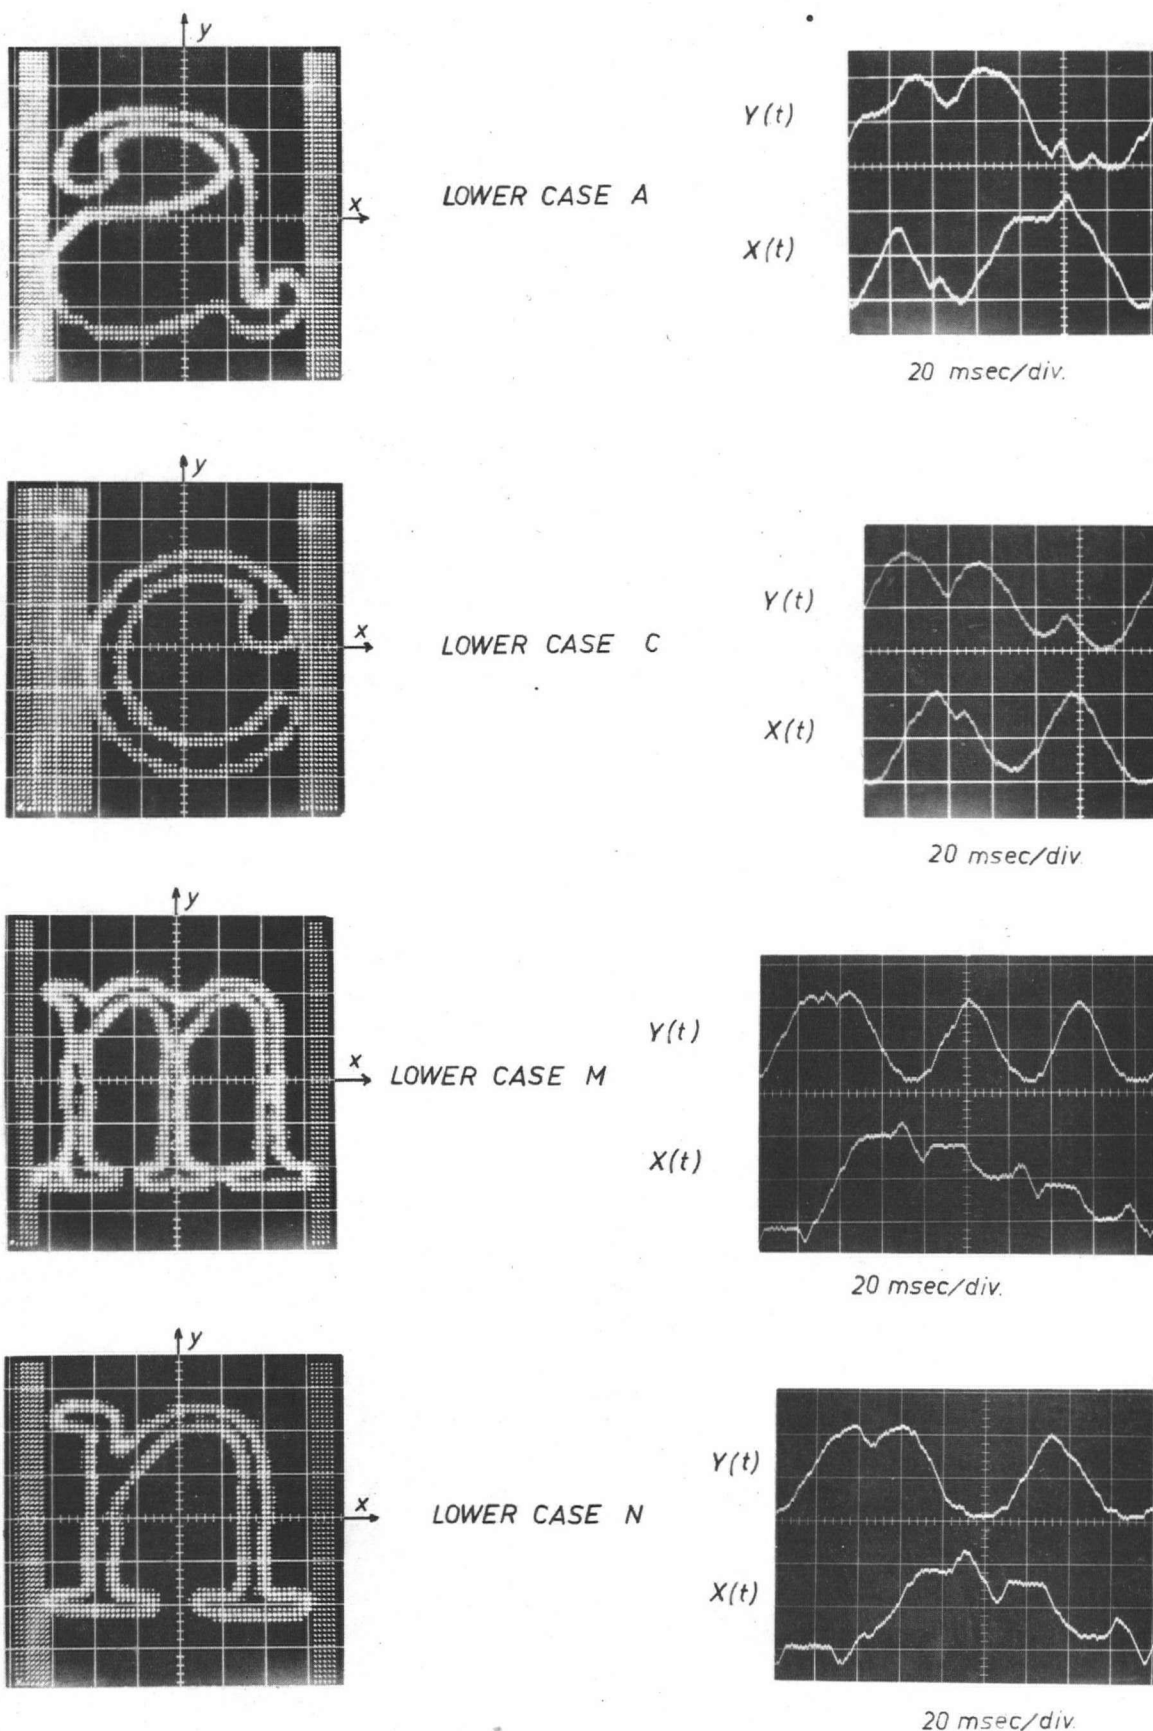 y
x
LOWER CASE A
Y(t)
X(t)
20 msec/div.
y
x
LOWER CASE C
Y(t)
X(t)
20 msec/div.
y
x
LOWER CASE M
Y(t)
X(t)
20 msec/div.
y
x
LOWER CASE N
Y(t)
X(t)
20 msec/div.